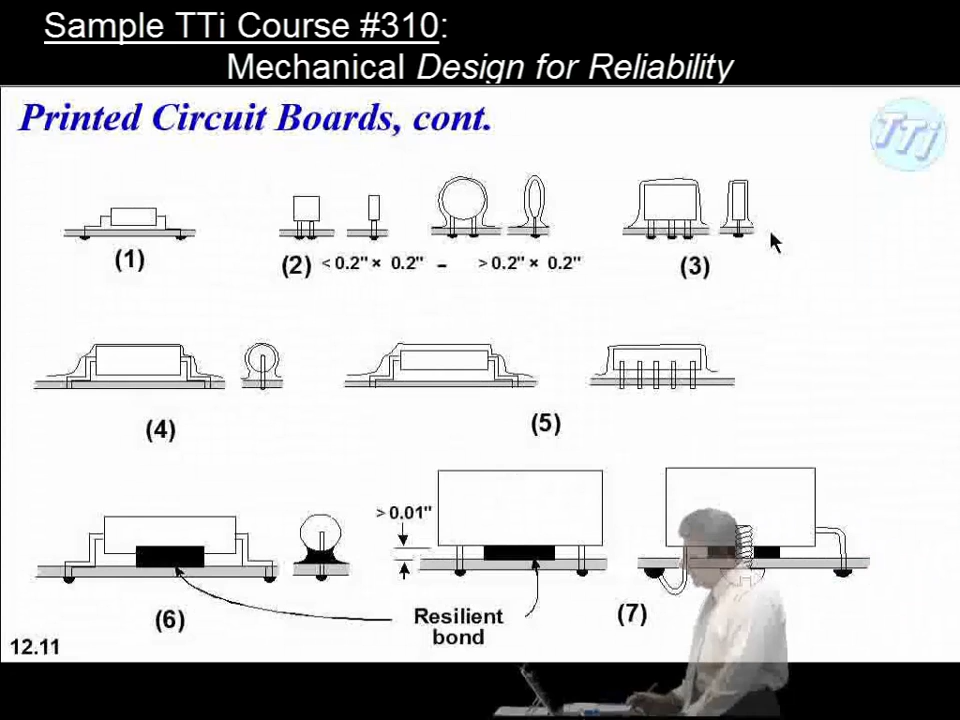 Sample TTi Course #310:
Mechanical Design for Reliability
Printed Circuit Boards, cont.
TTi
(1)
(2) < 0.2" × 0.2" – > 0.2" × 0.2"
(3)
(4)
(5)
> 0.01"
(6)
Resilient
bond
(7)
12.11